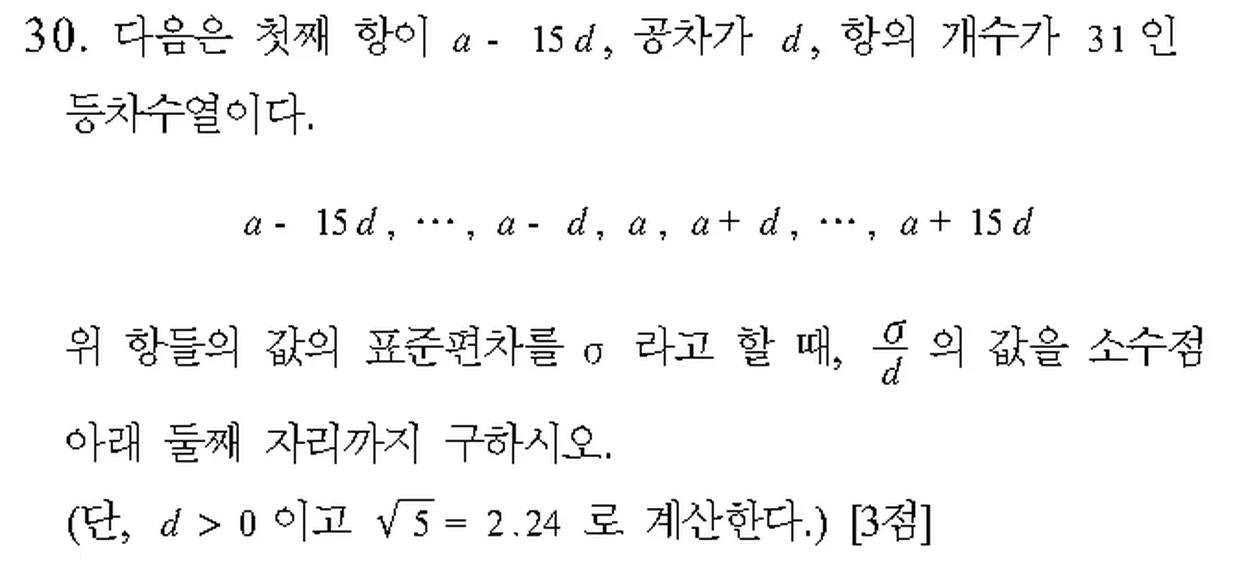 30. 다음은 첫째 항이 a - 15d, 공차가 d, 항의 개수가 31 인
등차수열이다.
a - 15d, ⋯, a - d, a, a + d, ⋯, a + 15d
위 항들의 값의 표준편차를 σ 라고 할 때, σ/d 의 값을 소수점
아래 둘째 자리까지 구하시오.
(단, d > 0 이고 √5 = 2.24 로 계산한다.) [3점]